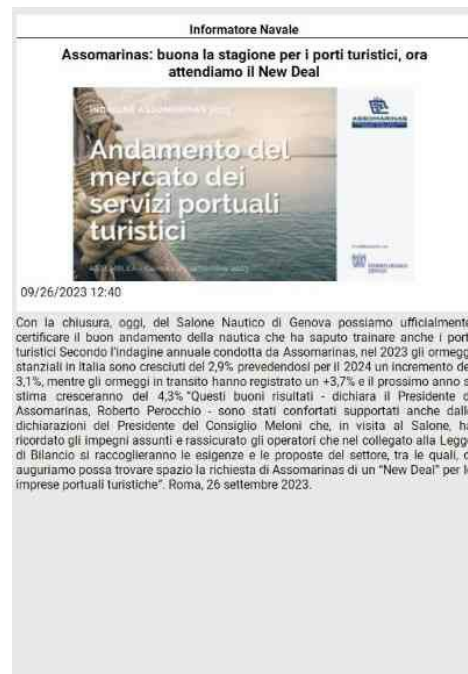 Informatore Navale
Assomarinas: buona la stagione per i porti turistici, ora
attendiamo il New Deal
INDAGINE ASSOMARINAS 2023
ASSOMARINAS
Andamento del
mercato dei
servizi portuali
turistici
09/26/2023 12:40
Con la chiusura, oggi, del Salone Nautico di Genova possiamo ufficialmente
certificare il buon andamento della nautica che ha saputo trainare anche i port
turistici Secondo l'indagine annuale condotta da Assomarinas, nel 2023 gli ormegg
stanziali in Italia sono cresciuti del 2,9% prevedendosi per il 2024 un incremento de
3,1%, mentre gli ormeggi in transito hanno registrato un +3,7% e il prossimo anno s
stima cresceranno del 4,3% "Questi buoni risultati - dichiara il Presidente d
Assomarinas, Roberto Perocchio - sono stati confortati supportati anche dalle
dichiarazioni del Presidente del Consiglio Meloni che, in visita al Salone, ha
ricordato gli impegni assunti e rassicurato gli operatori che nel collegato alla Legge
di Bilancio si raccoglieranno le esigenze e le proposte del settore, tra le quali, c
auguriamo possa trovare spazio la richiesta di Assomarinas di un "New Deal" per le
imprese portuali turistiche". Roma, 26 settembre 2023.